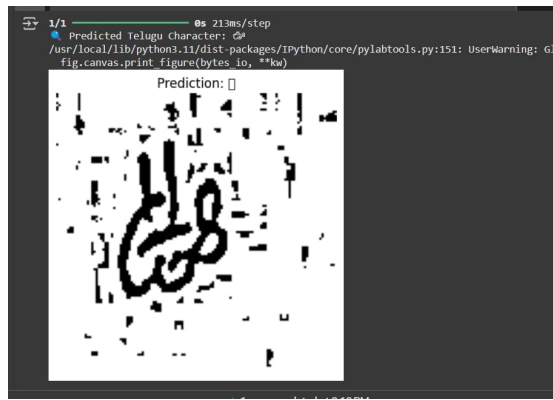 1/1 ━━━━━━━━━━━━━━━━━━━━ 0s 213ms/step
🔍 Predicted Telugu Character:
/usr/local/lib/python3.11/dist-packages/IPython/core/pylabtools.py:151: UserWarning:
fig.canvas.print_figure(bytes_io, **kw)
Prediction: ▯